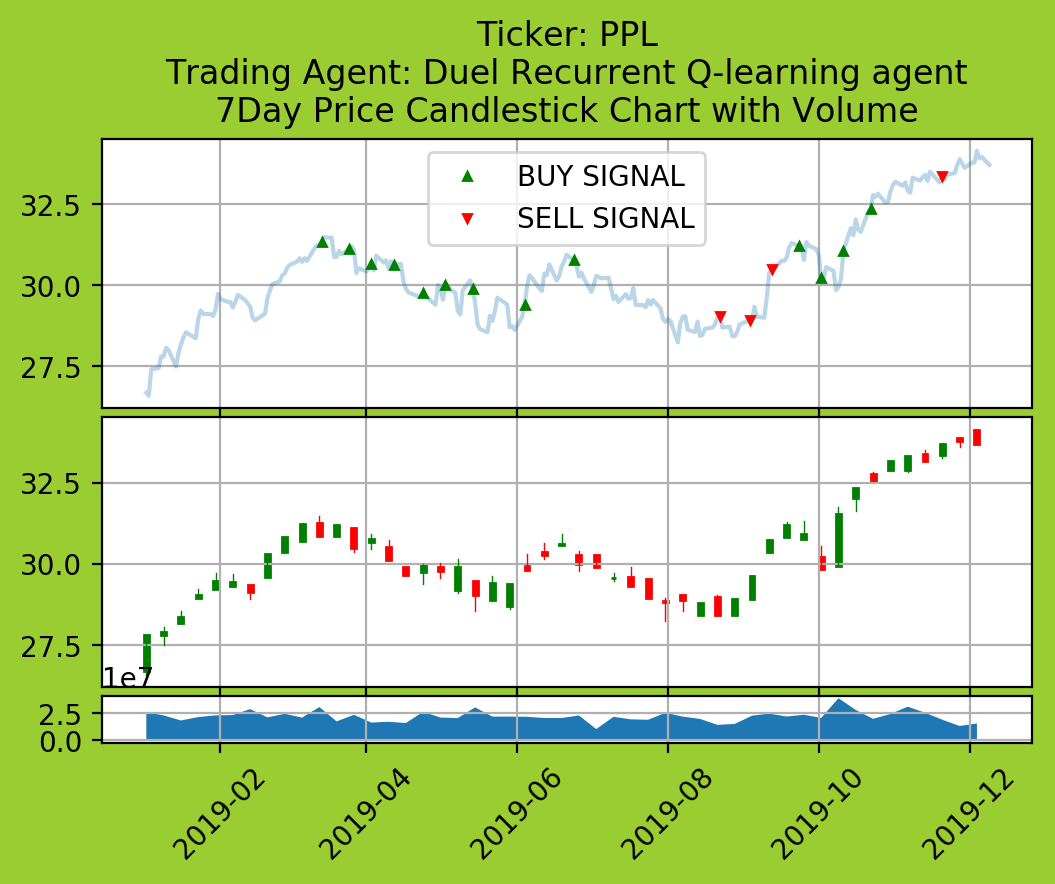 Ticker: PPL
Trading Agent: Duel Recurrent Q-learning agent
7Day Price Candlestick Chart with Volume
BUY SIGNAL
SELL SIGNAL
32.5
30.0
27.5
32.5
30.0
27.5
1e7
2.5
0.0
2019-02
2019-04
2019-06
2019-08
2019-10
2019-12